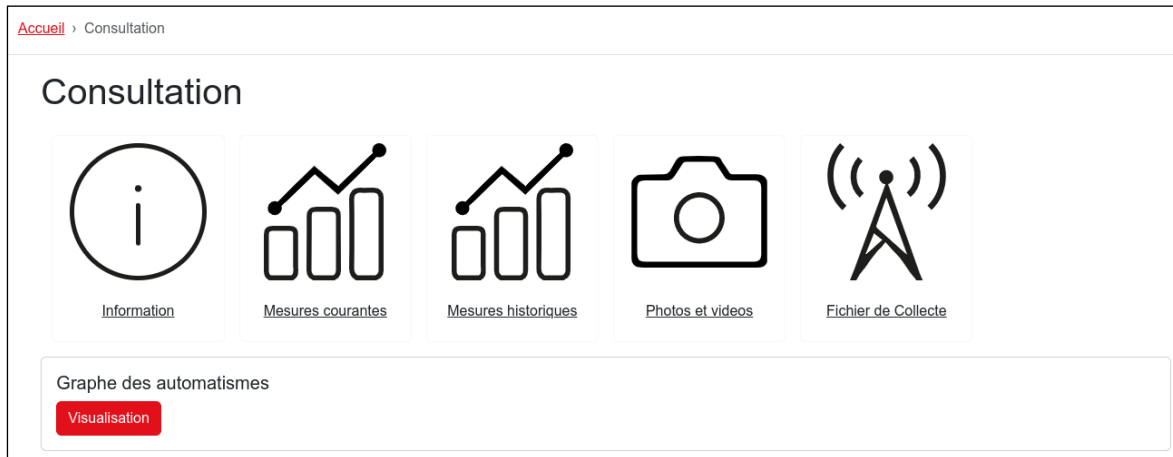 Accueil › Consultation
Consultation
Information
Mesures courantes
Mesures historiques
Photos et videos
Fichier de Collecte
Graphe des automatismes
Visualisation